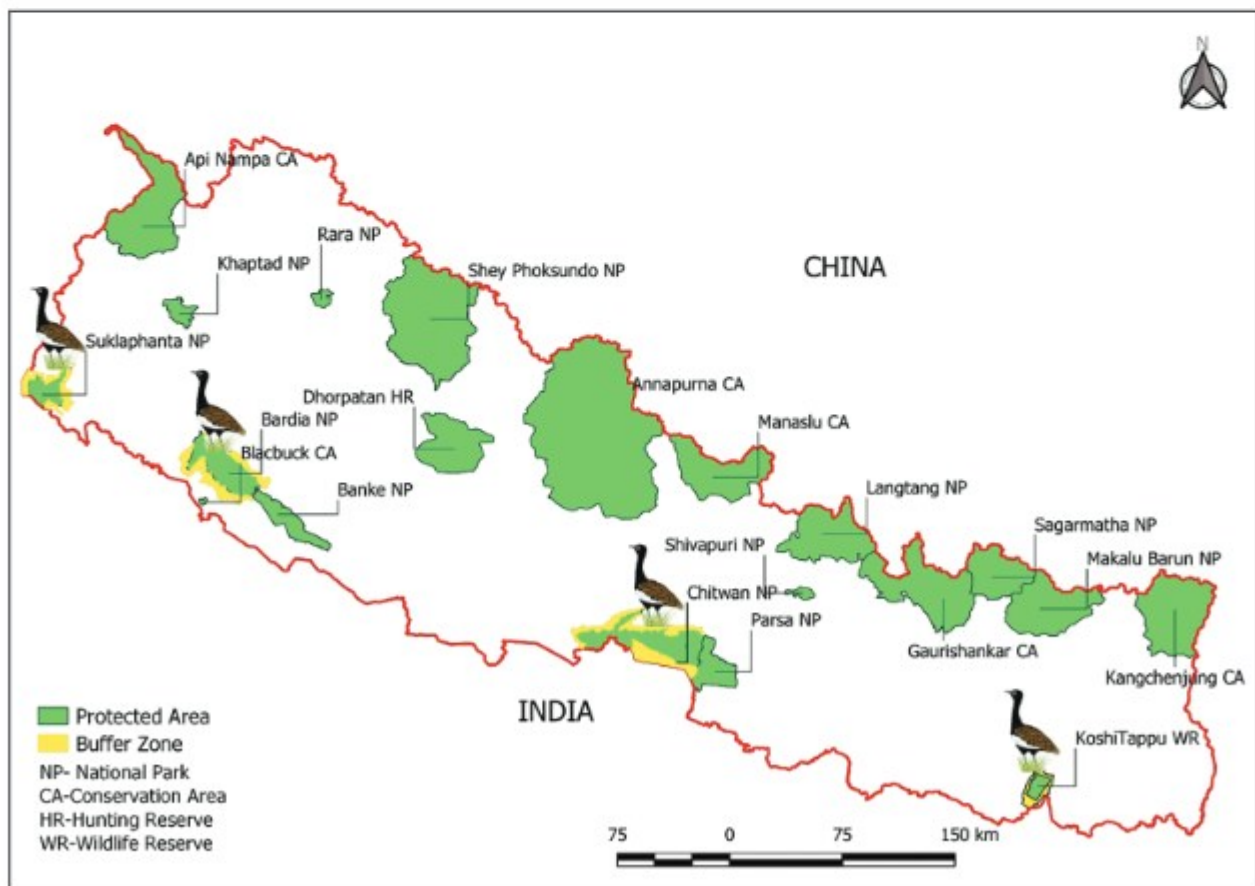 N
Api Nampa CA
Rara NP
Khaptad NP
Shey Phoksundo NP
CHINA
Suklaphanta NP
Dhorpatan HR
Annapurna CA
Bardia NP
Manaslu CA
Blacbuck CA
Banke NP
Langtang NP
Sagarmatha NP
Shivapuri NP
Makalu Barun NP
Chitwan NP
Parsa NP
Gaurishankar CA
Kangchenjung CA
INDIA
KoshiTappu WR
Protected Area
Buffer Zone
NP- National Park
CA-Conservation Area
HR-Hunting Reserve
WR-Wildlife Reserve
75 0 75 150 km